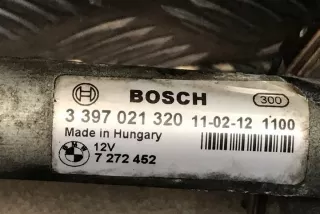 BOSCH 300
3 397 021 320 11-02-12 1100
Made in Hungary
12V
7 272 452